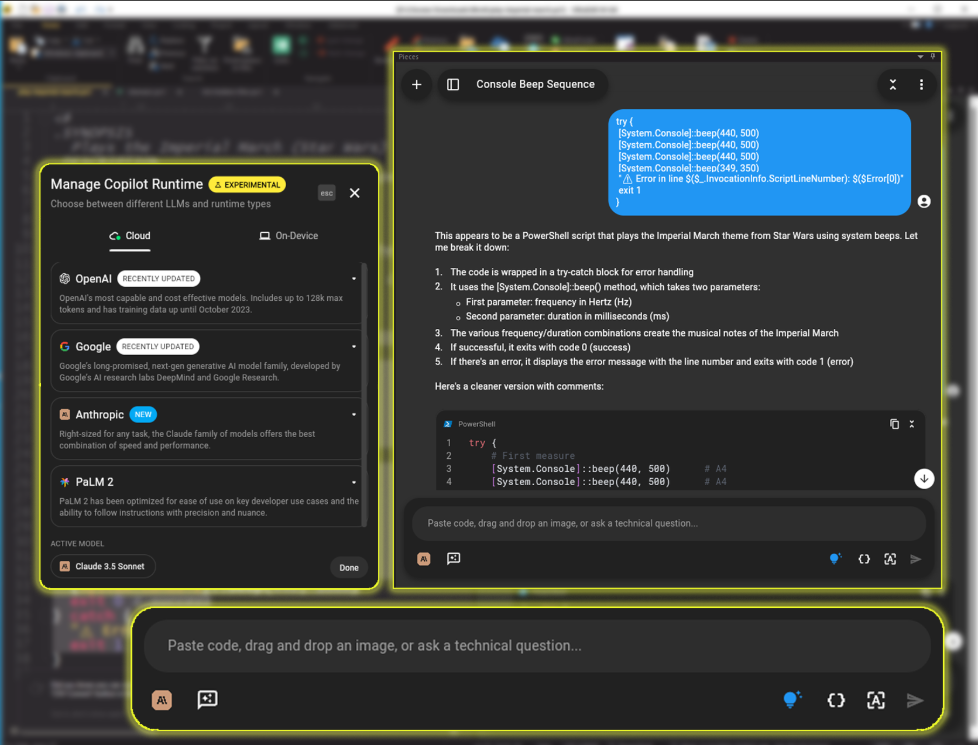 .SYNOPSIS
Plays the Imperial March (Star Wars
Pieces
Console Beep Sequence
try {
[System.Console]::beep(440, 500)
[System.Console]::beep(440, 500)
[System.Console]::beep(440, 500)
[System.Console]::beep(349, 350)
"⚠ Error in line $($_.InvocationInfo.ScriptLineNumber): $($Error[0])"
exit 1
}
This appears to be a PowerShell script that plays the Imperial March theme from Star Wars using system beeps. Let
me break it down:
1. The code is wrapped in a try-catch block for error handling
2. It uses the [System.Console]::beep() method, which takes two parameters:
o First parameter: frequency in Hertz (Hz)
o Second parameter: duration in milliseconds (ms)
3. The various frequency/duration combinations create the musical notes of the Imperial March
4. If successful, it exits with code 0 (success)
5. If there's an error, it displays the error message with the line number and exits with code 1 (error)
Here's a cleaner version with comments:
PowerShell
1 try {
2 # First measure
3 [System.Console]::beep(440, 500) # A4
4 [System.Console]::beep(440, 500) # A4
Paste code, drag and drop an image, or ask a technical question...
Manage Copilot Runtime ⚠ EXPERIMENTAL
esc
Choose between different LLMs and runtime types
Cloud On-Device
OpenAI RECENTLY UPDATED
OpenAI's most capable and cost effective models. Includes up to 128k max
tokens and has training data up until October 2023.
Google RECENTLY UPDATED
Google's long-promised, next-gen generative AI model family, developed by
Google's AI research labs DeepMind and Google Research.
Anthropic NEW
Right-sized for any task, the Claude family of models offers the best
combination of speed and performance.
PaLM 2
PaLM 2 has been optimized for ease of use on key developer use cases and the
ability to follow instructions with precision and nuance.
ACTIVE MODEL
Claude 3.5 Sonnet
Done
Paste code, drag and drop an image, or ask a technical question...